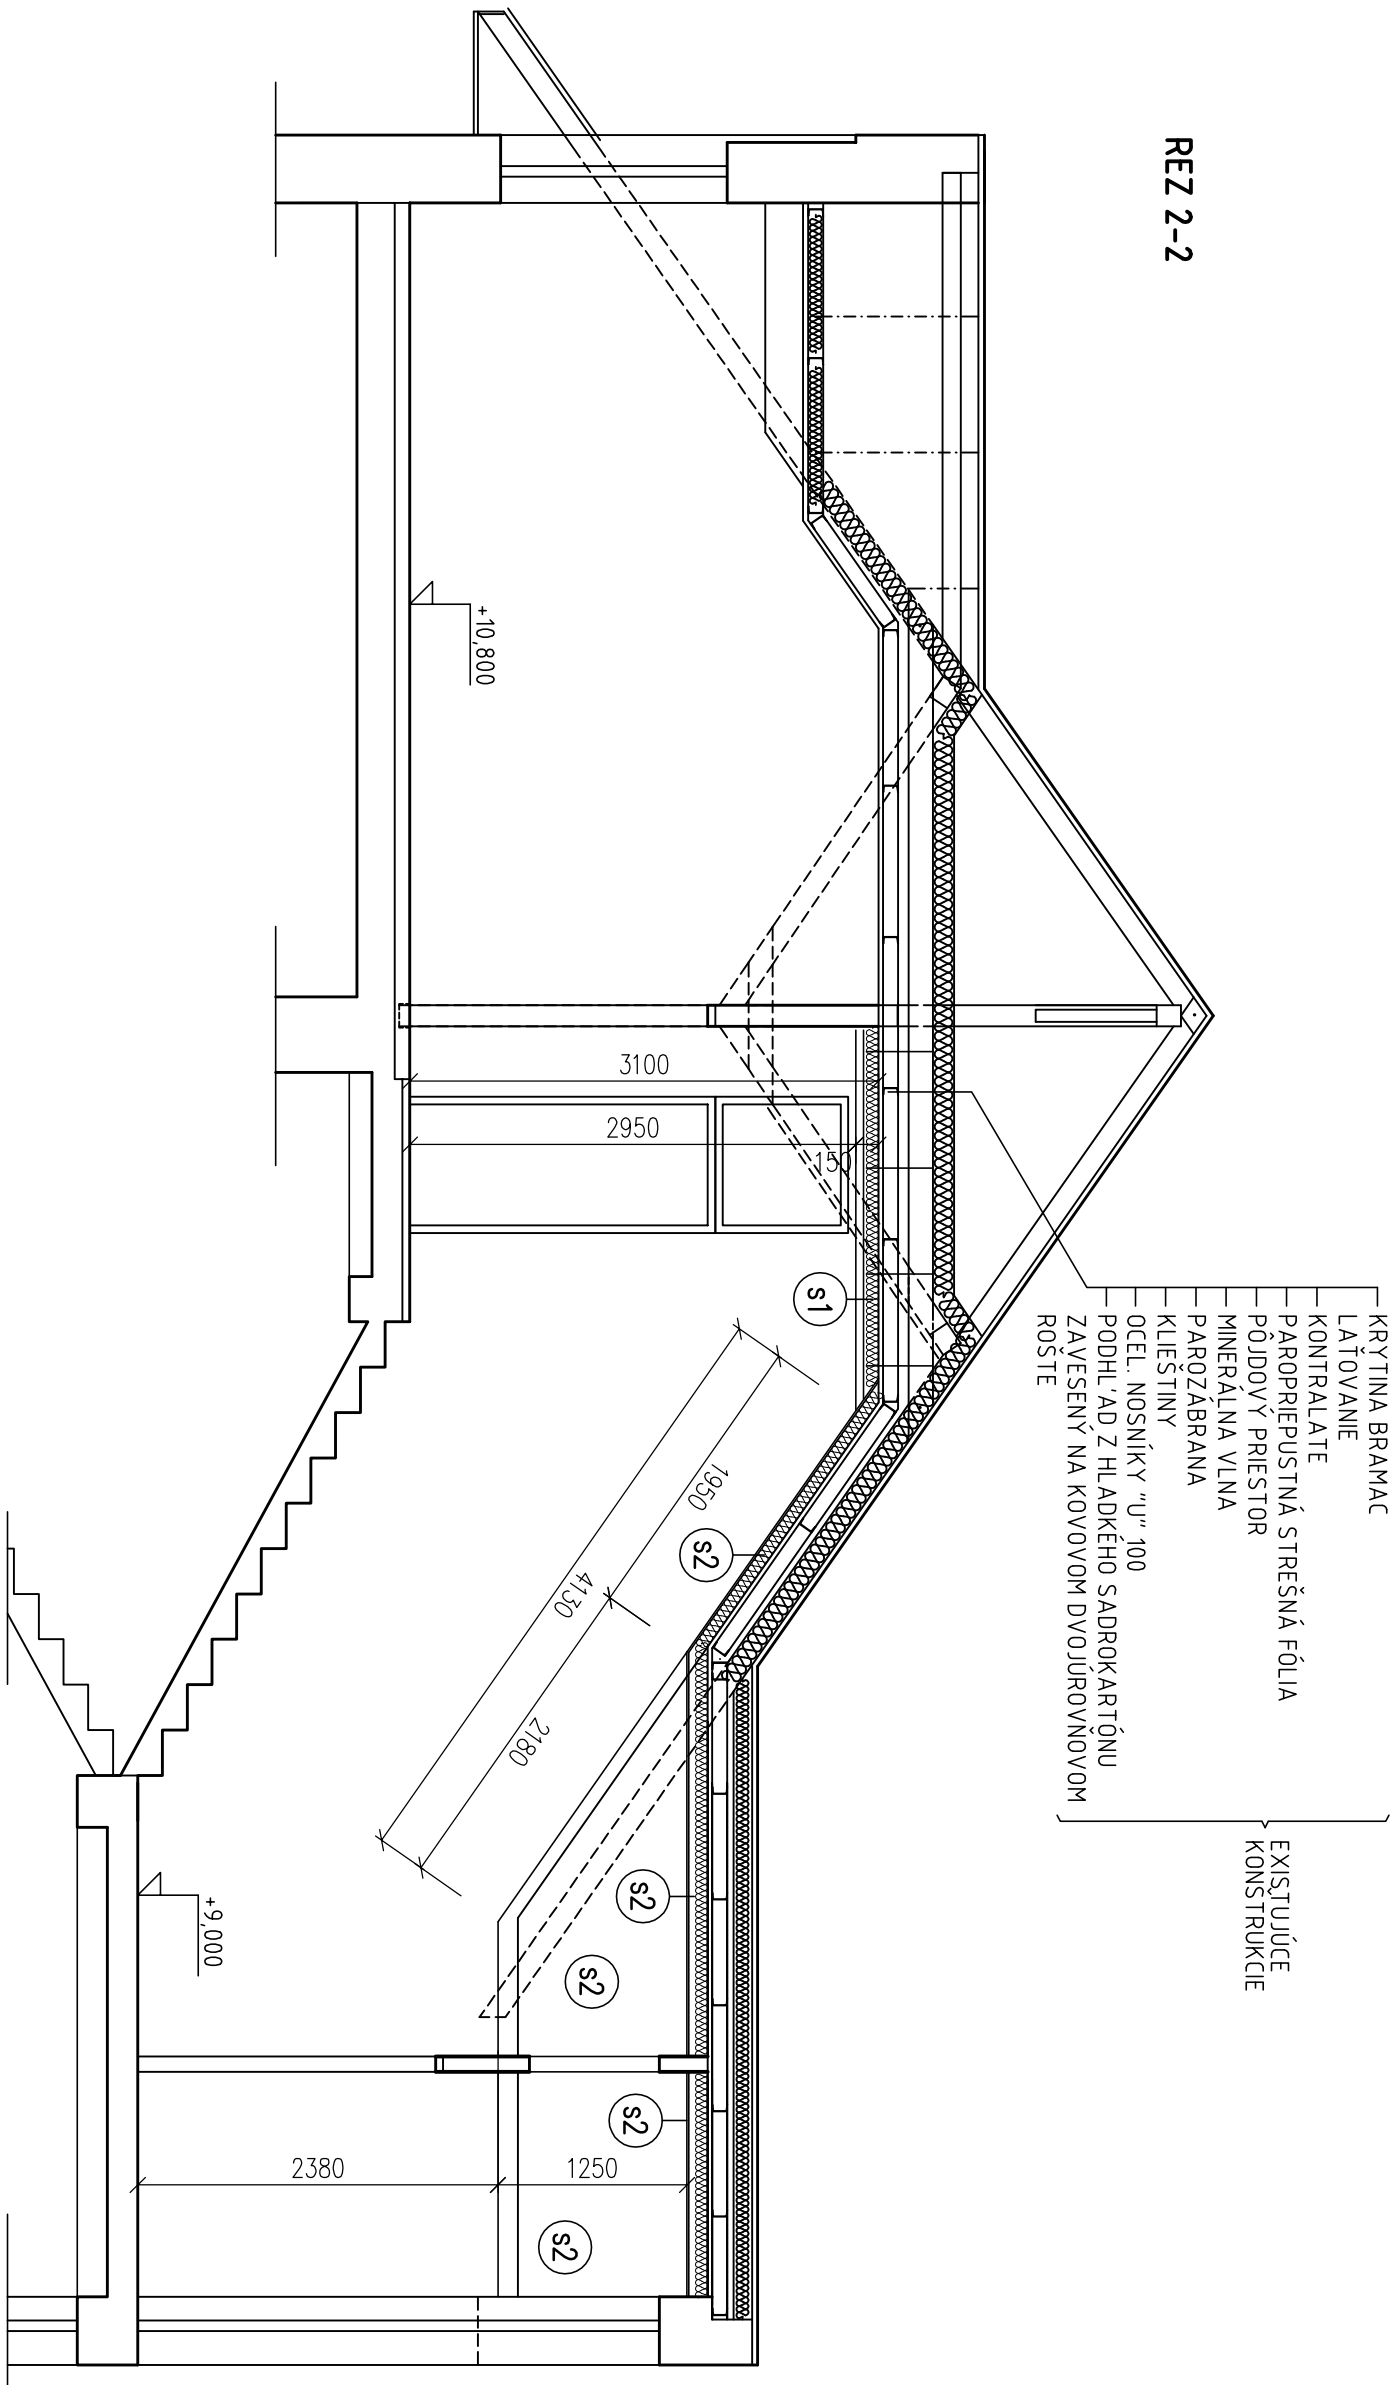 REZ 2-2
KRYTINA BRAMAC
LAŤOVANIE
KONTRALATE
PAROPRIEPUSTNÁ STREŠNÁ FÓLIA
PÔJDOVÝ PRIESTOR
MINERÁLNA VLNA
PAROZÁBRANA
KLIEŠTINY
OCEL. NOSNÍKY "U" 100
PODHĽAD Z HLADKÉHO SADROKARTÓNU
ZAVESENÝ NA KOVOVOM DVOJÚROVŇOVOM
ROŠTE
EXISTUJÚCE
KONŠTRUKCIE
+10,800
3100
2950
150
s1
s2
1950
4130
2180
s2
s2
s2
s2
+9,000
2380
1250